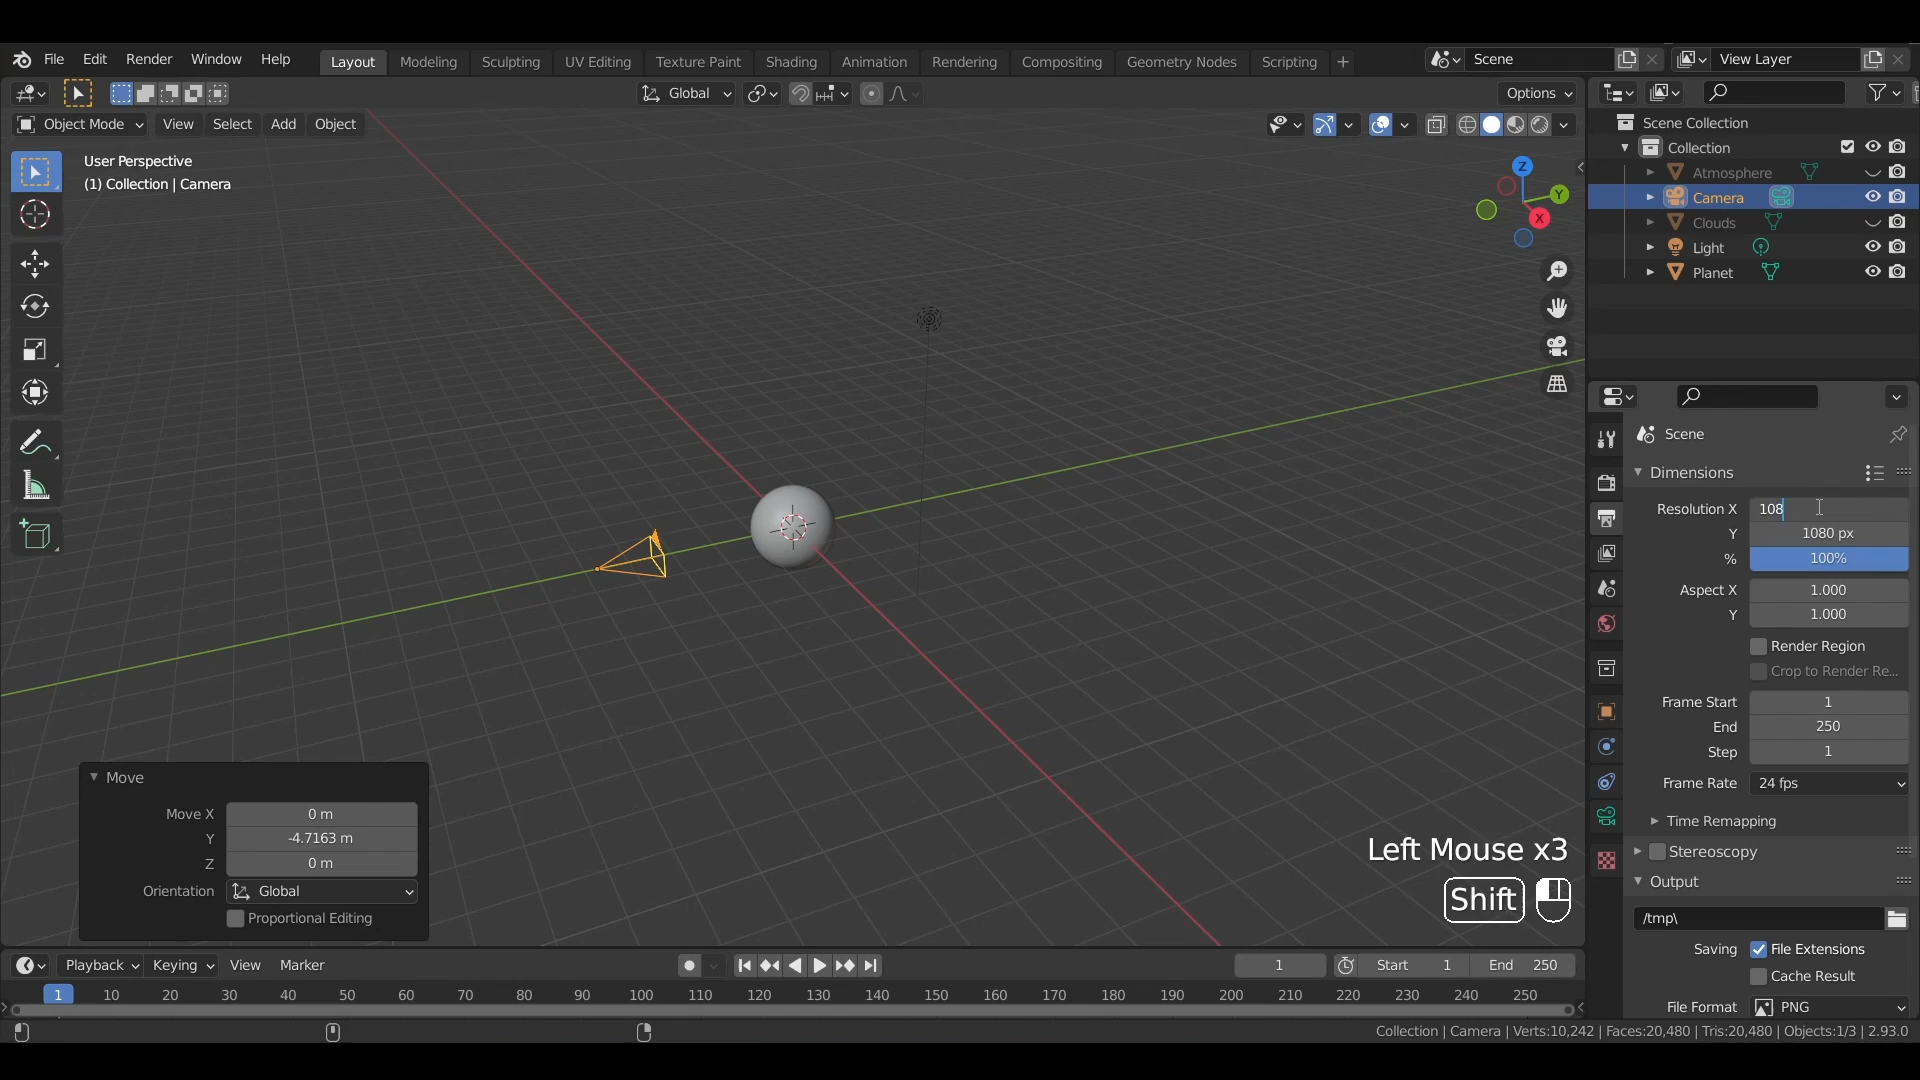 File Edit Render Window Help Layout Modeling Sculpting UV Editing Texture Paint Shading Animation Rendering Compositing Geometry Nodes Scripting + Scene View Layer
Global Options
Object Mode View Select Add Object
User Perspective
(1) Collection | Camera
Z
Y
X
Scene Collection
Collection
Atmosphere
Camera
Clouds
Light
Planet
Scene
Dimensions
Resolution X 108
Y 1080 px
% 100%
Aspect X 1.000
Y 1.000
Render Region
Crop to Render Re...
Frame Start 1
End 250
Step 1
Frame Rate 24 fps
Time Remapping
Stereoscopy
Output
/tmp\
Saving File Extensions
Cache Result
File Format PNG
Move
Move X 0 m
Y -4.7163 m
Z 0 m
Orientation Global
Proportional Editing
Left Mouse x3
Shift
Playback Keying View Marker 1 Start 1 End 250
1 10 20 30 40 50 60 70 80 90 100 110 120 130 140 150 160 170 180 190 200 210 220 230 240 250
Collection | Camera | Verts:10,242 | Faces:20,480 | Tris:20,480 | Objects:1/3 | 2.93.0